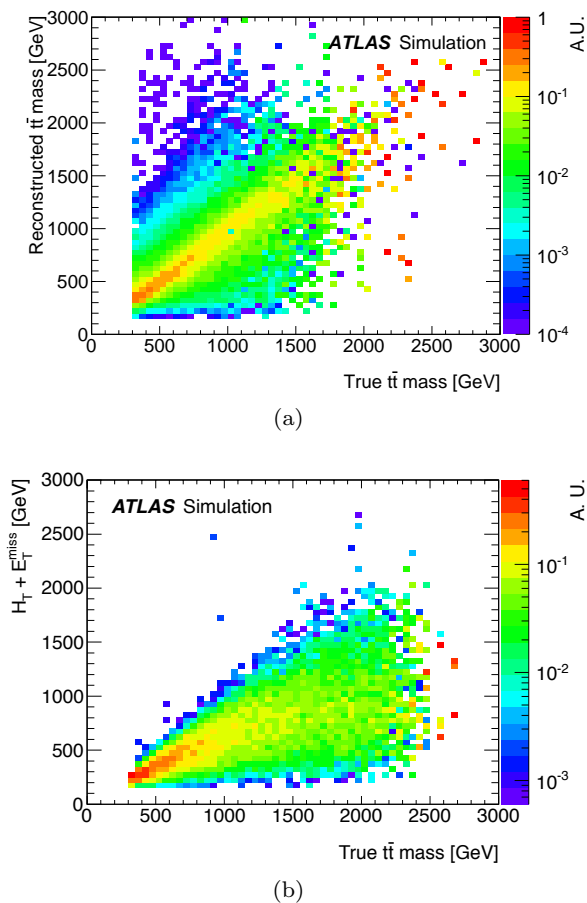 3000
2500
2000
1500
1000
500
0
Reconstructed tt̄ mass [GeV]
ATLAS Simulation
1
10⁻¹
10⁻²
10⁻³
10⁻⁴
A.U.
0 500 1000 1500 2000 2500 3000
True tt̄ mass [GeV]
(a)
3000
2500
2000
1500
1000
500
0
H_T + E_T^miss [GeV]
ATLAS Simulation
10⁻¹
10⁻²
10⁻³
A. U.
0 500 1000 1500 2000 2500 3000
True tt̄ mass [GeV]
(b)